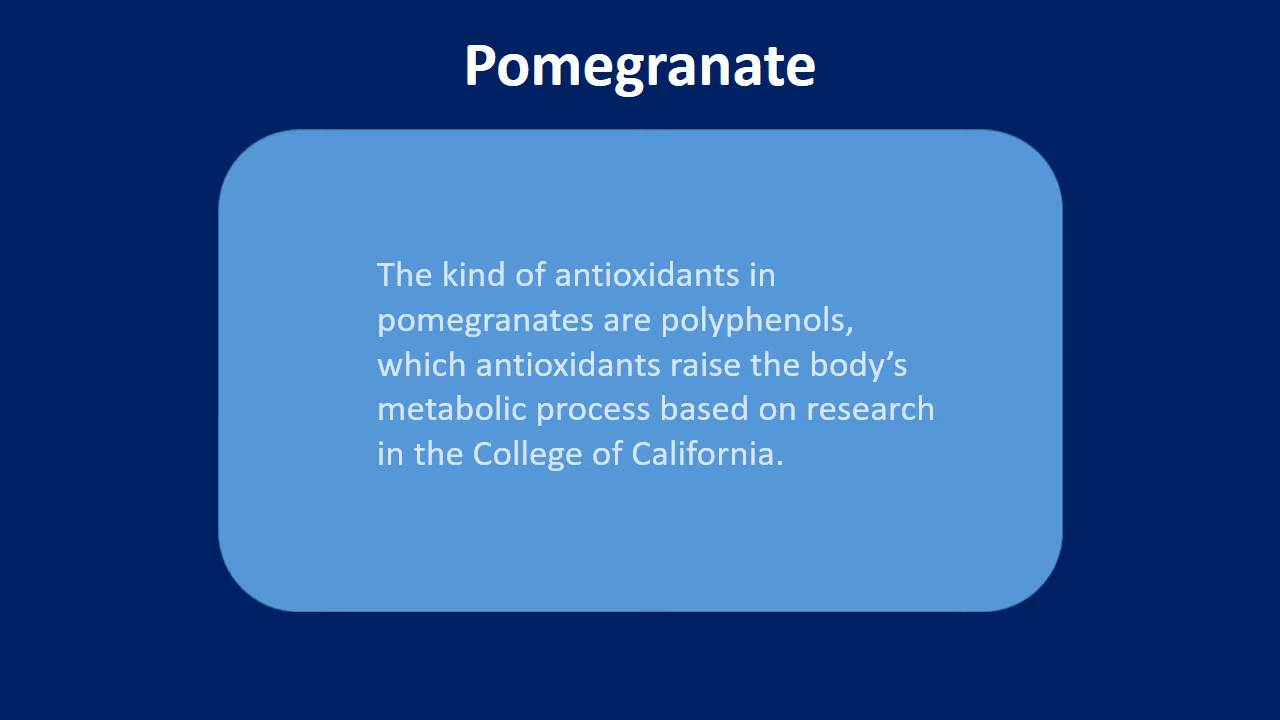 Pomegranate
The kind of antioxidants in
pomegranates are polyphenols,
which antioxidants raise the body’s
metabolic process based on research
in the College of California.